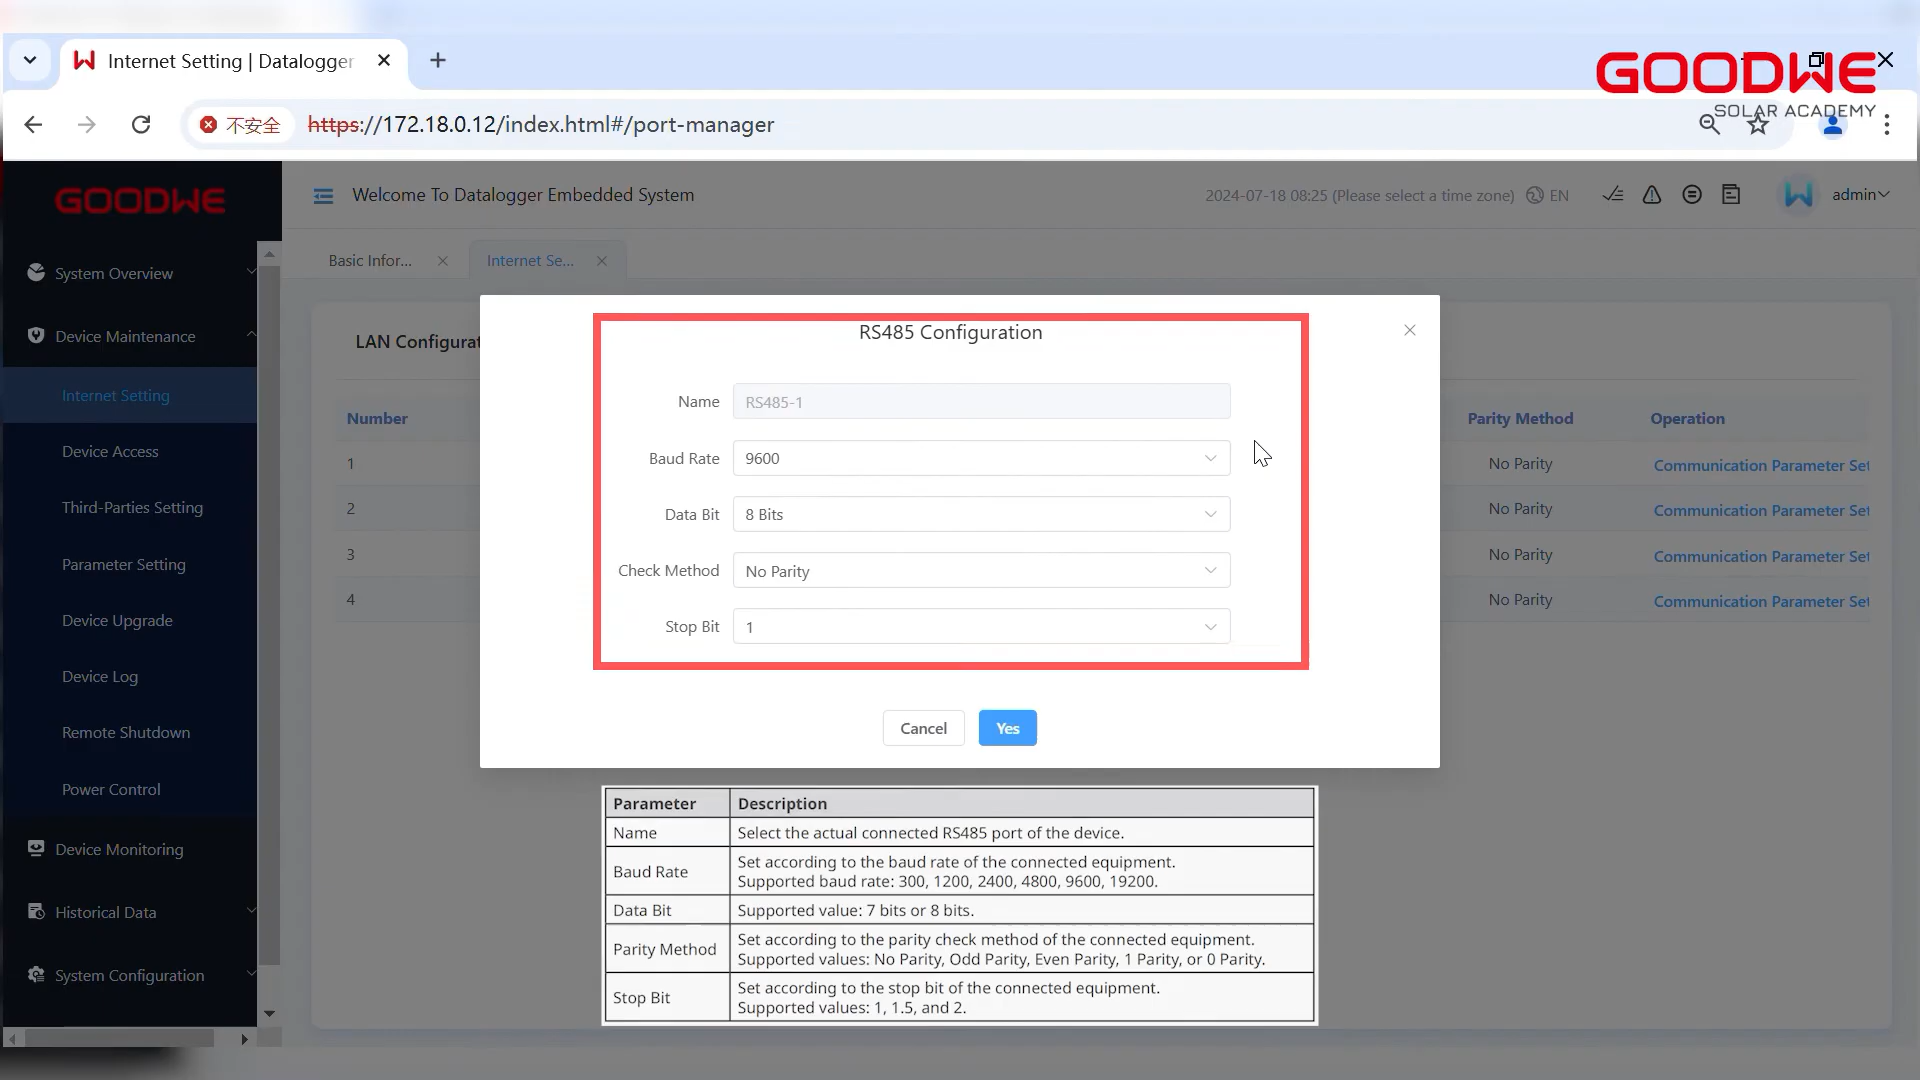 Internet Setting | Datalogger
GOODWE
SOLAR ACADEMY
不安全
https://172.18.0.12/index.html#/port-manager
GOODWE
Welcome To Datalogger Embedded System
2024-07-18 08:25 (Please select a time zone)
EN
admin
System Overview
Device Maintenance
Internet Setting
Device Access
Third-Parties Setting
Parameter Setting
Device Upgrade
Device Log
Remote Shutdown
Power Control
Device Monitoring
Historical Data
System Configuration
Basic Infor...
Internet Se...
LAN Configurat
Number
Parity Method
Operation
1
No Parity
Communication Parameter Set
2
No Parity
Communication Parameter Set
3
No Parity
Communication Parameter Set
4
No Parity
Communication Parameter Set
RS485 Configuration
Name
RS485-1
Baud Rate
9600
Data Bit
8 Bits
Check Method
No Parity
Stop Bit
1
Cancel
Yes
Parameter
Description
Name
Select the actual connected RS485 port of the device.
Baud Rate
Set according to the baud rate of the connected equipment.
Supported baud rate: 300, 1200, 2400, 4800, 9600, 19200.
Data Bit
Supported value: 7 bits or 8 bits.
Parity Method
Set according to the parity check method of the connected equipment.
Supported values: No Parity, Odd Parity, Even Parity, 1 Parity, or 0 Parity.
Stop Bit
Set according to the stop bit of the connected equipment.
Supported values: 1, 1.5, and 2.